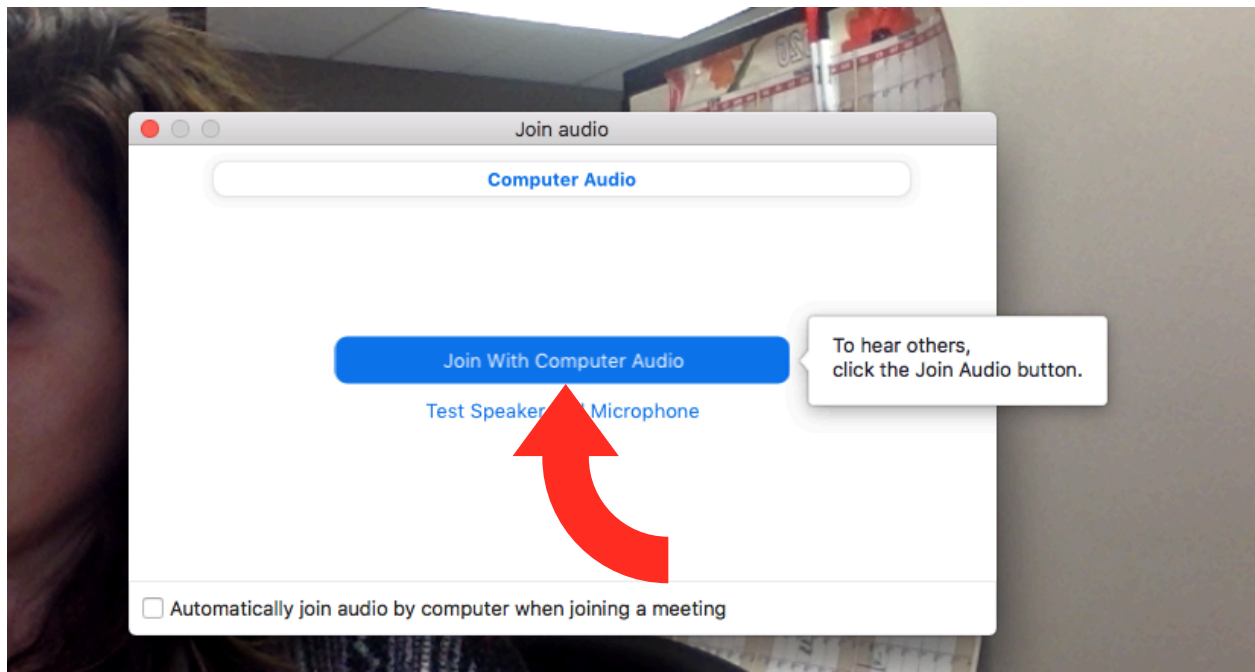 Join audio
Computer Audio
Join With Computer Audio
To hear others,
click the Join Audio button.
Test Speaker Microphone
Automatically join audio by computer when joining a meeting